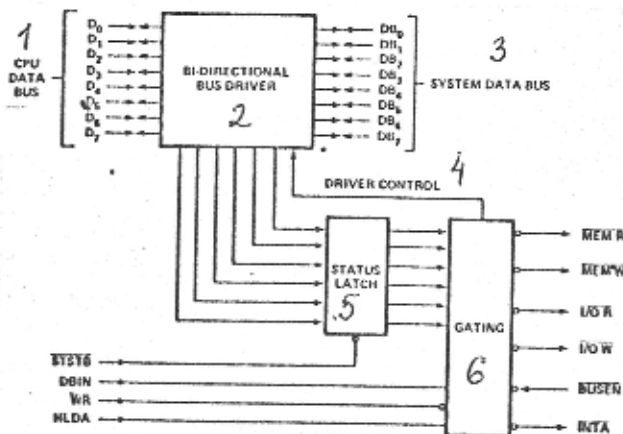 1
CPU
DATA
BUS
D0
D1
D2
D3
D4
D5
D6
D7
BI-DIRECTIONAL
BUS DRIVER
2
DB0
DB1
DB2
DB3
DB4
DB5
DB6
DB7
3
SYSTEM DATA BUS
4
DRIVER CONTROL
STATUS
LATCH
5
GATING
6
MEM R
MEM W
I/O R
I/O W
BUSEN
INTA
STSTB
DBIN
WR
HLDA